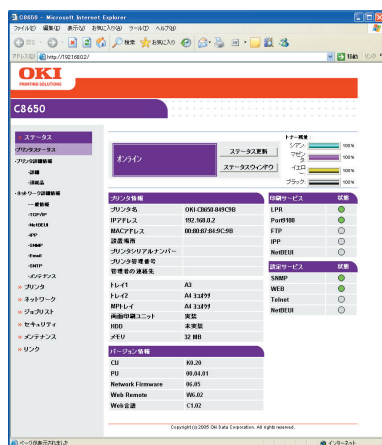 C8650 - Microsoft Internet Explorer
ファイル(F) 編集(E) 表示(V) お気に入り(A) ツール(T) ヘルプ(H)
戻る 検索 お気に入り
アドレス(D) http://192.168.0.2/ 移動 リンク
OKI
PRINTING SOLUTIONS
C8650
ステータス
・プリンタステータス
・プリンタ詳細情報
-詳細
-消耗品
・ネットワーク詳細情報
-一般情報
-TCP/IP
-NetBEUI
-IPP
-SNMP
-Email
-SNTP
-メンテナンス
プリンタ
ネットワーク
ジョブリスト
セキュリティ
メンテナンス
リンク
オンライン
ステータス更新
ステータスウィンドウ
トナー残量:
シアン: 100%
マゼンタ: 100%
イエロー: 100%
ブラック: 100%
プリンタ情報
プリンタ名 OKI-C8650-849C9B
IPアドレス 192.168.0.2
MACアドレス 00:80:87:84:9C:9B
設置場所
プリンタシリアルナンバー
プリンタ管理番号
管理者の連絡先
トレイ1 A3
トレイ2 A4 ヨコオクリ
MPトレイ A4 ヨコオクリ
両面印刷ユニット 実装
HDD 未実装
メモリ 32 MB
バージョン情報
CU K0.20
PU 00.04.01
Network Firmware 06.05
Web Remote W6.02
Web言語 C1.02
印刷サービス 状態
LPR
Port9100
FTP
IPP
NetBEUI
設定サービス 状態
SNMP
WEB
Telnet
NetBEUI
Copyright (c) 2005 Oki Data Corporation. All rights reserved.
ページが表示されました
インターネット